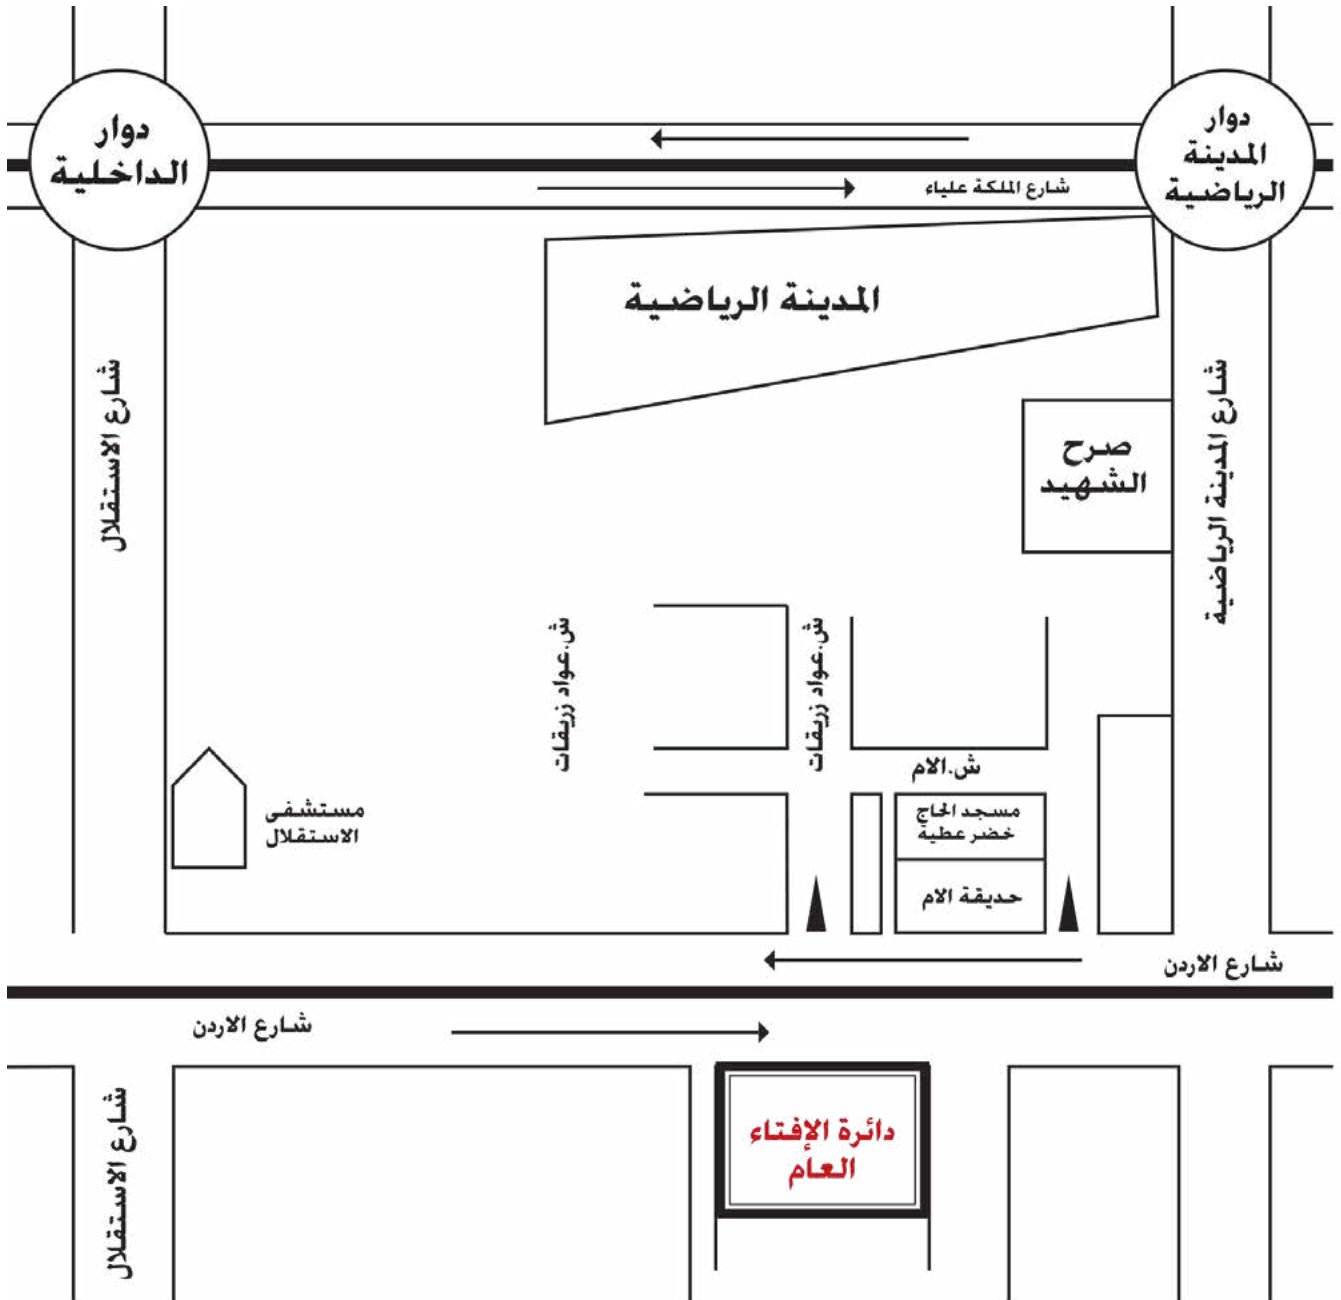 دوار
المدينة
الرياضية
دوار
الداخلية
شارع الملكة علياء
المدينة الرياضية
شارع المدينة الرياضية
شارع الاستقلال
صرح
الشهيد
ش.عواد زريقات
ش.عواد زريقات
ش.الام
مسجد الحاج
خضر عطية
حديقة الام
مستشفى
الاستقلال
شارع الاردن
شارع الاردن
دائرة الإفتاء
العام
شارع الاستقلال